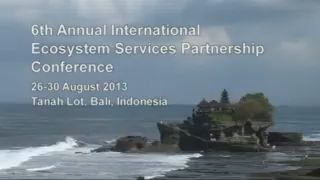 6th Annual International
Ecosystem Services Partnership
Conference
26-30 August 2013
Tanah Lot, Bali, Indonesia